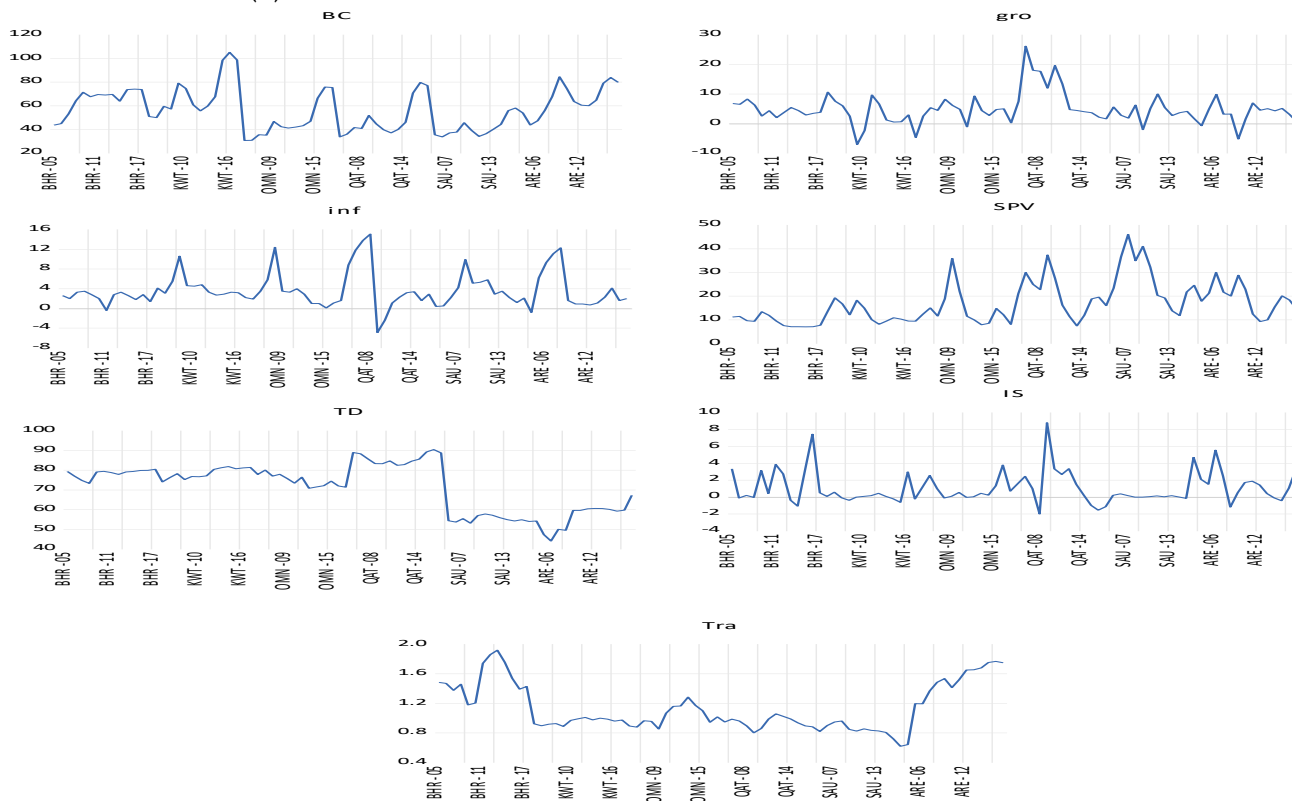 (.)
BC
120
100
80
60
40
20
BHR-05
BHR-11
BHR-17
KWT-10
KWT-16
OMN-09
OMN-15
QAT-08
QAT-14
SAU-07
SAU-13
ARE-06
ARE-12
gro
30
20
10
0
-10
BHR-05
BHR-11
BHR-17
KWT-10
KWT-16
OMN-09
OMN-15
QAT-08
QAT-14
SAU-07
SAU-13
ARE-06
ARE-12
inf
16
12
8
4
0
-4
-8
BHR-05
BHR-11
BHR-17
KWT-10
KWT-16
OMN-09
OMN-15
QAT-08
QAT-14
SAU-07
SAU-13
ARE-06
ARE-12
SPV
50
40
30
20
10
0
BHR-05
BHR-11
BHR-17
KWT-10
KWT-16
OMN-09
OMN-15
QAT-08
QAT-14
SAU-07
SAU-13
ARE-06
ARE-12
TD
100
90
80
70
60
50
40
BHR-05
BHR-11
BHR-17
KWT-10
KWT-16
OMN-09
OMN-15
QAT-08
QAT-14
SAU-07
SAU-13
ARE-06
ARE-12
IS
10
8
6
4
2
0
-2
-4
BHR-05
BHR-11
BHR-17
KWT-10
KWT-16
OMN-09
OMN-15
QAT-08
QAT-14
SAU-07
SAU-13
ARE-06
ARE-12
Tra
2.0
1.6
1.2
0.8
0.4
BHR-05
BHR-11
BHR-17
KWT-10
KWT-16
OMN-09
OMN-15
QAT-08
QAT-14
SAU-07
SAU-13
ARE-06
ARE-12